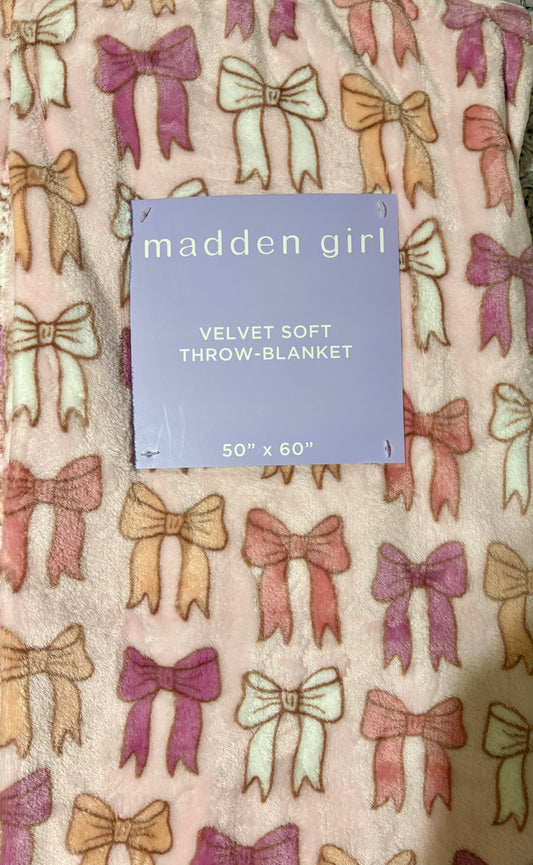 madden girl
VELVET SOFT
THROW-BLANKET
50” x 60”